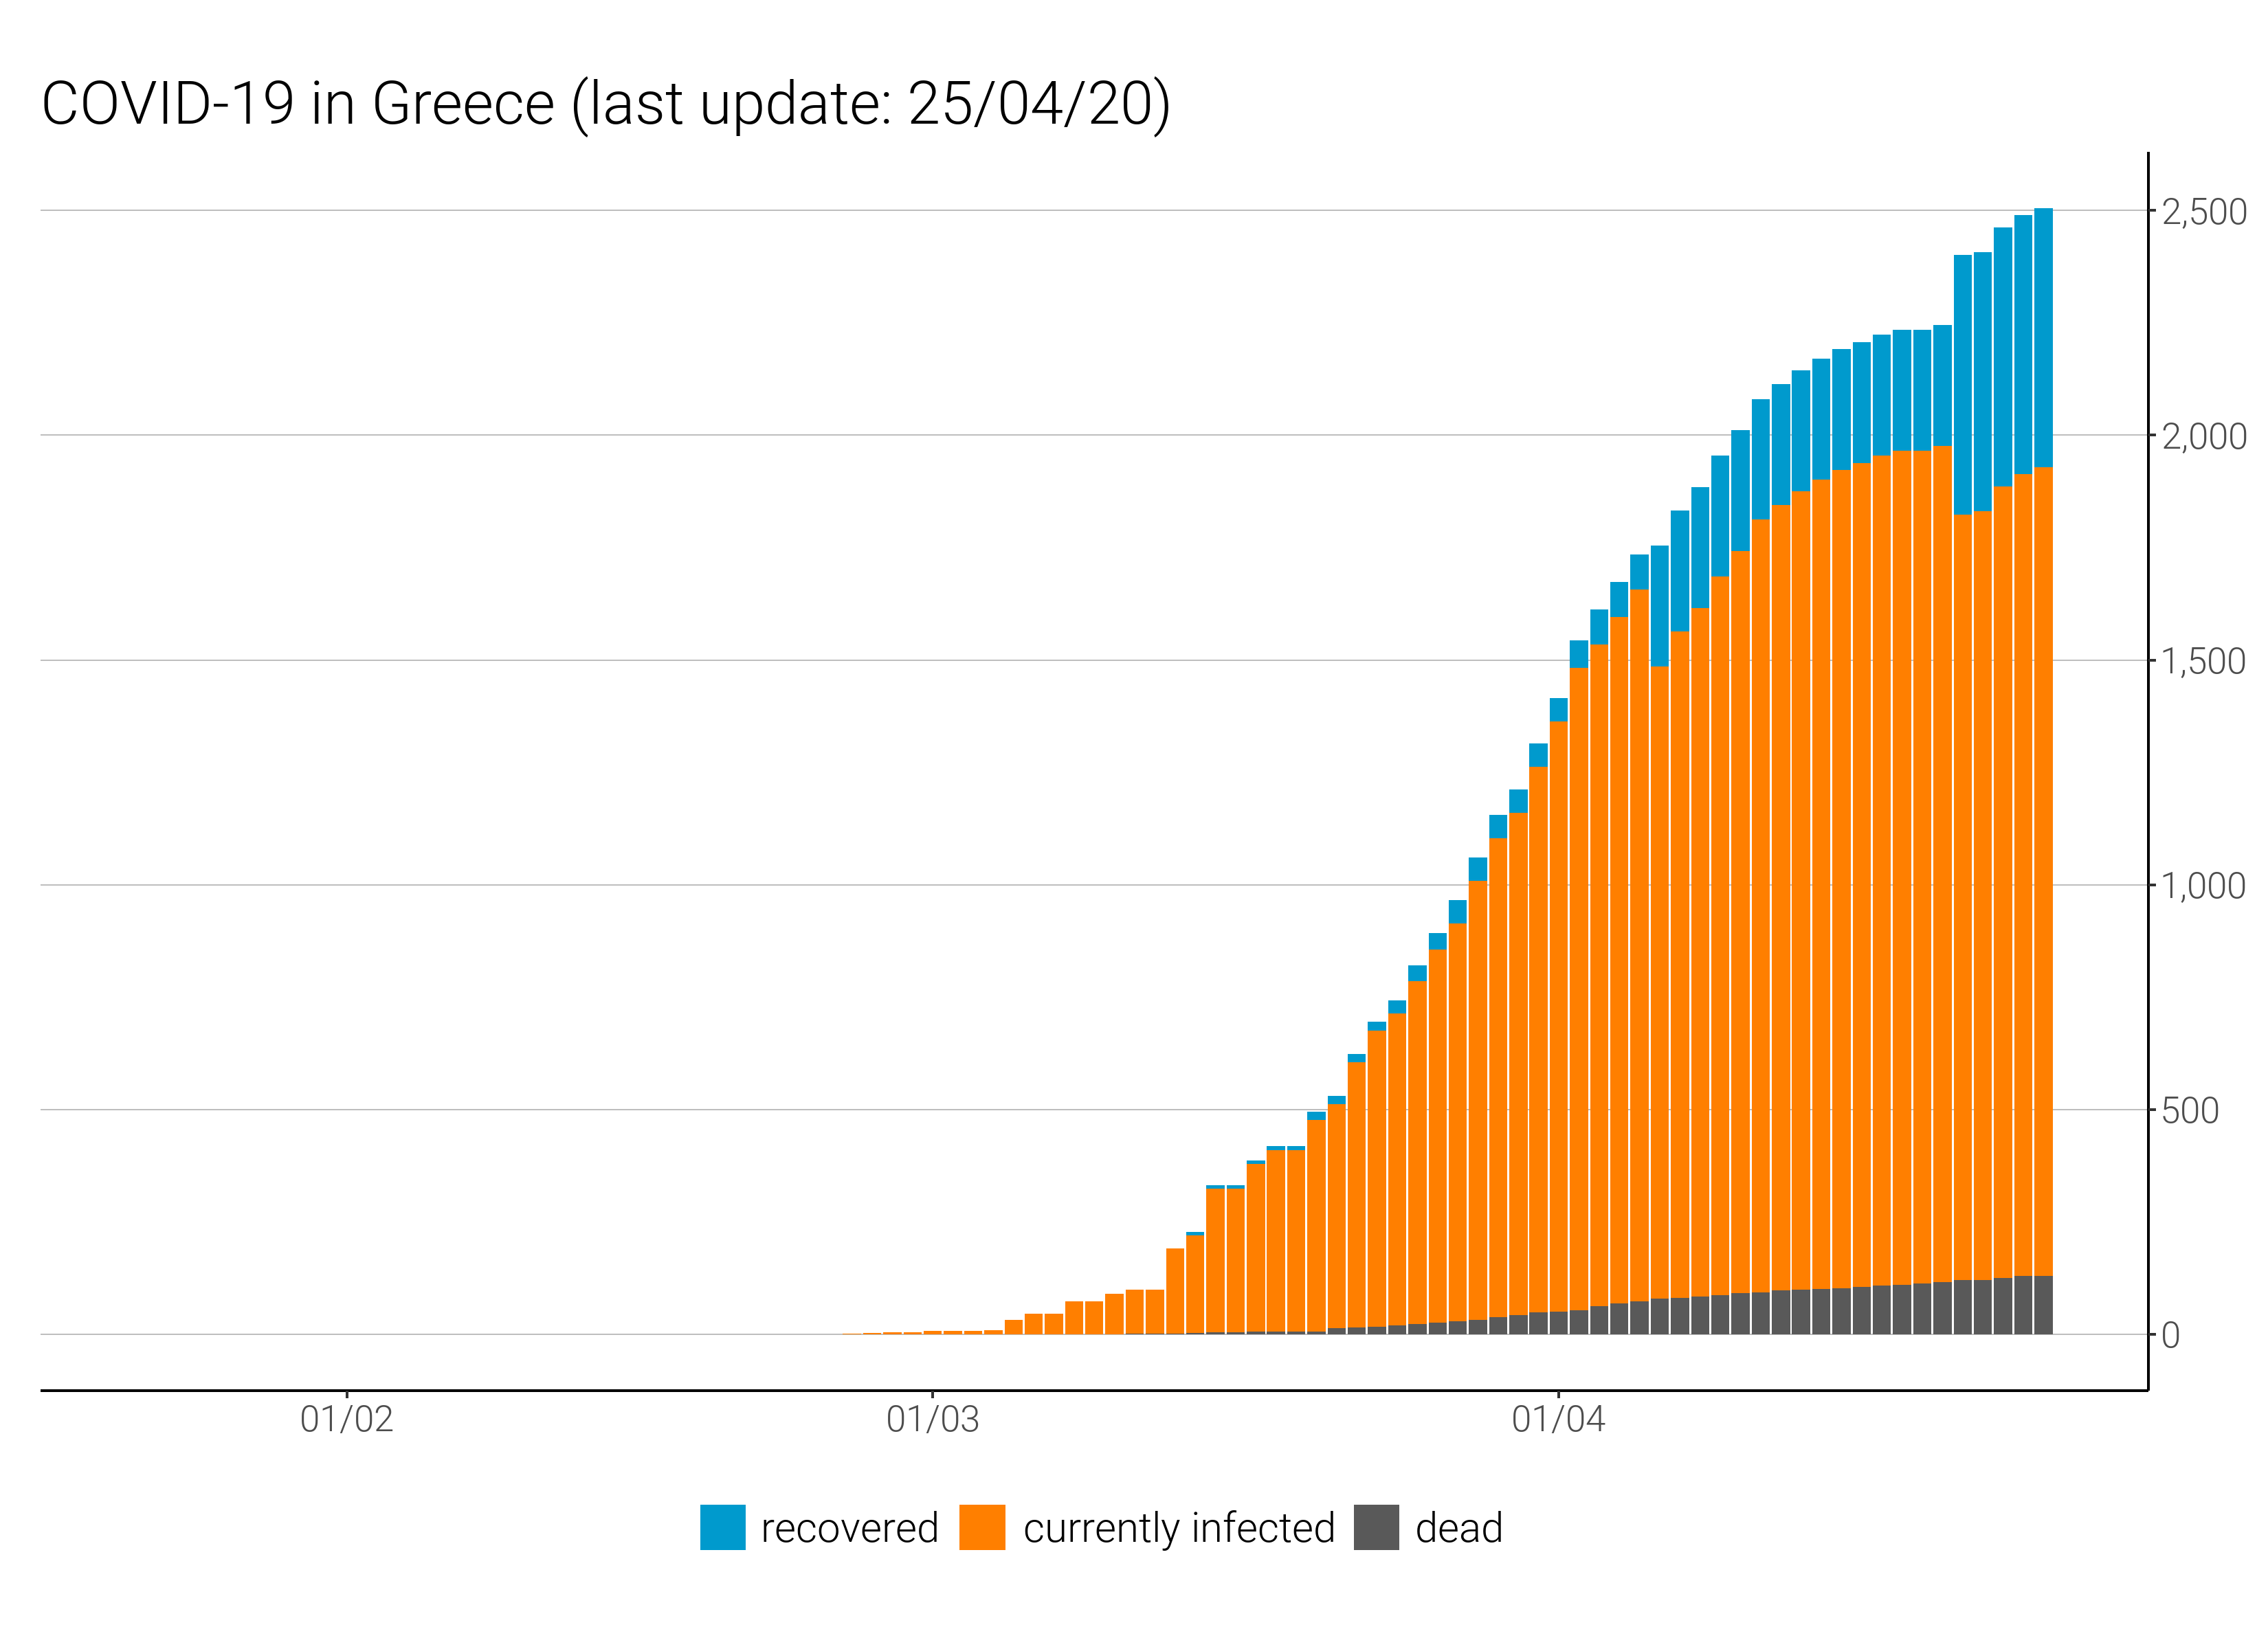 COVID-19 in Greece (last update: 25/04/20)
2,500
2,000
1,500
1,000
500
0
01/02 01/03 01/04
recovered currently infected dead